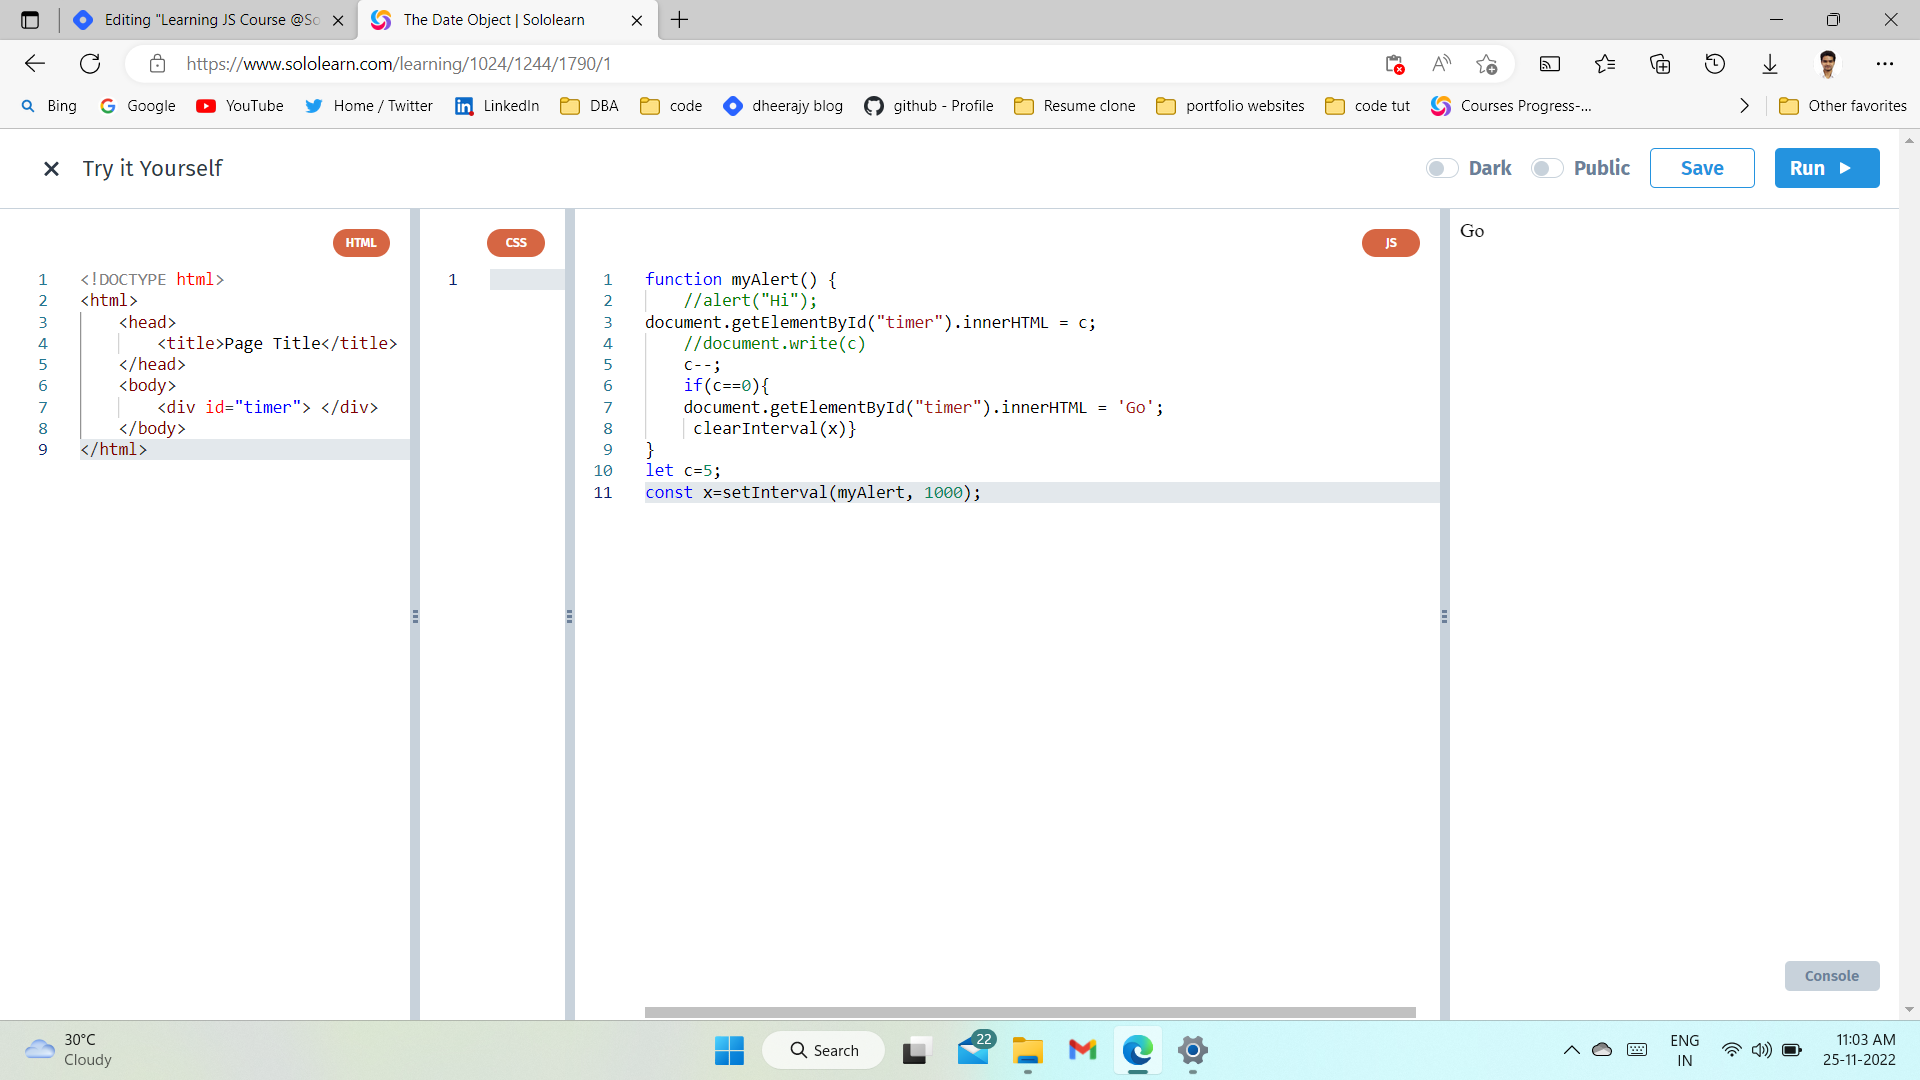 Editing "Learning JS Course @So
The Date Object | Sololearn
https://www.sololearn.com/learning/1024/1244/1790/1
Bing
Google
YouTube
Home / Twitter
LinkedIn
DBA
code
dheerajy blog
github - Profile
Resume clone
portfolio websites
code tut
Courses Progress-...
Other favorites
Try it Yourself
Dark
Public
Save
Run
HTML
1 <!DOCTYPE html>
2 <html>
3 <head>
4 <title>Page Title</title>
5 </head>
6 <body>
7 <div id="timer"> </div>
8 </body>
9 </html>
CSS
1
JS
1 function myAlert() {
2 //alert("Hi");
3 document.getElementById("timer").innerHTML = c;
4 //document.write(c)
5 c--;
6 if(c==0){
7 document.getElementById("timer").innerHTML = 'Go';
8 clearInterval(x)}
9 }
10 let c=5;
11 const x=setInterval(myAlert, 1000);
Go
Console
30°C
Cloudy
Search
22
ENG
IN
11:03 AM
25-11-2022